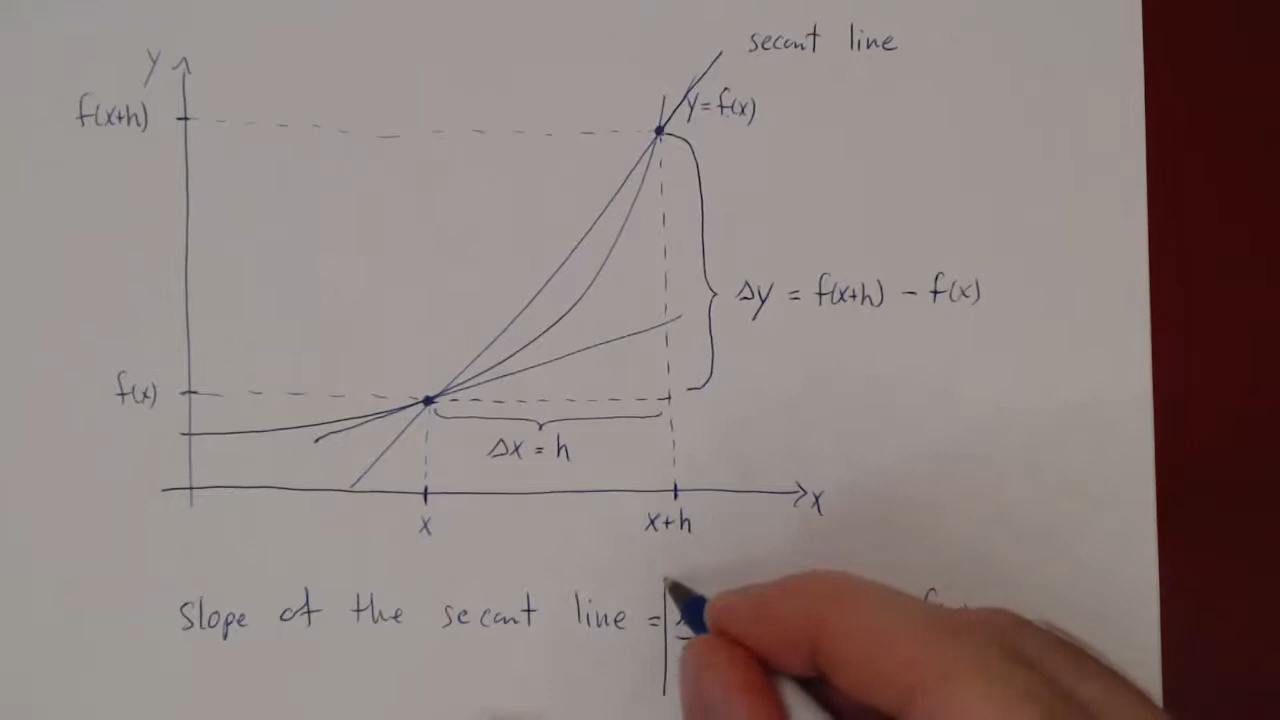 secant line
y
f(x+h)
y=f(x)
Δy = f(x+h) - f(x)
f(x)
Δx = h
x
x
x+h
Slope of the secant line =